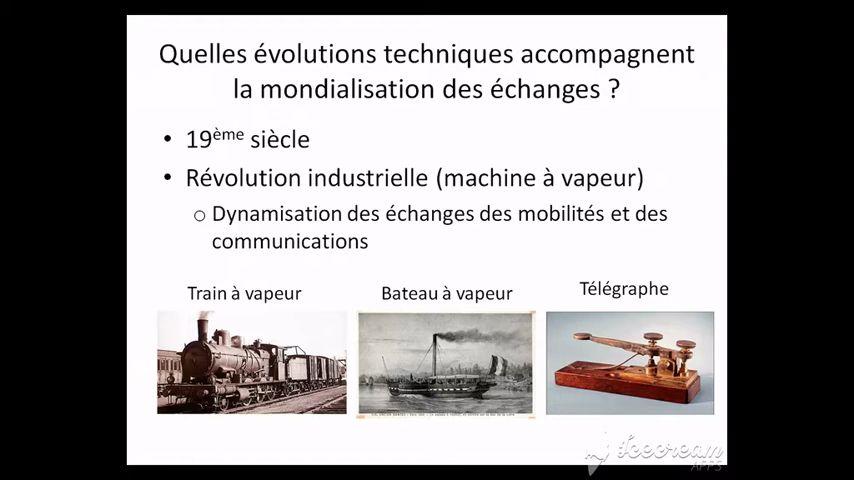 Quelles évolutions techniques accompagnent
la mondialisation des échanges ?
• 19ème siècle
• Révolution industrielle (machine à vapeur)
o Dynamisation des échanges des mobilités et des
communications
Train à vapeur
Bateau à vapeur
Télégraphe
Icecream
APPS